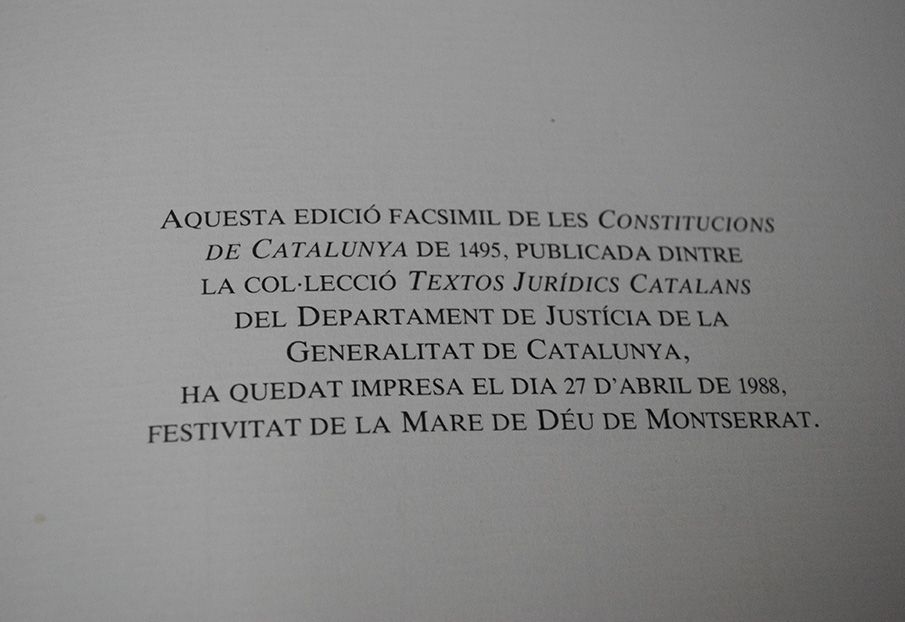 AQUESTA EDICIÓ FACSIMIL DE LES CONSTITUCIONS
DE CATALUNYA DE 1495, PUBLICADA DINTRE
LA COL·LECCIÓ TEXTOS JURÍDICS CATALANS
DEL DEPARTAMENT DE JUSTÍCIA DE LA
GENERALITAT DE CATALUNYA,
HA QUEDAT IMPRESA EL DIA 27 D’ABRIL DE 1988,
FESTIVITAT DE LA MARE DE DÉU DE MONTSERRAT.